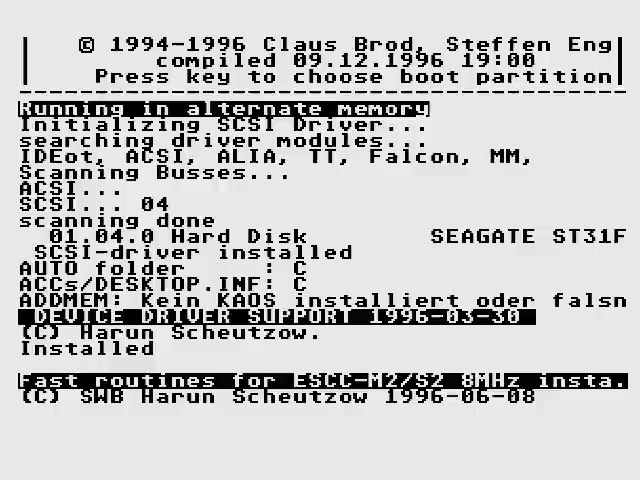 © 1994-1996 Claus Brod, Steffen Eng
compiled 09.12.1996 19:00
Press key to choose boot partition
Running in alternate memory
Initializing SCSI Driver...
searching driver modules...
IDEot, ACSI, ALIA, TT, Falcon, MM,
Scanning Busses...
ACSI...
SCSI... 04
scanning done
01.04.0 Hard Disk SEAGATE ST31F
SCSI-driver installed
AUTO folder : C
ACCs/DESKTOP.INF: C
ADDMEM: Kein KAOS installiert oder falsn
DEVICE DRIVER SUPPORT 1996-03-30
(C) Harun Scheutzow.
Installed
Fast routines for ESCC-M2/S2 8MHz insta.
(C) SWB Harun Scheutzow 1996-06-08